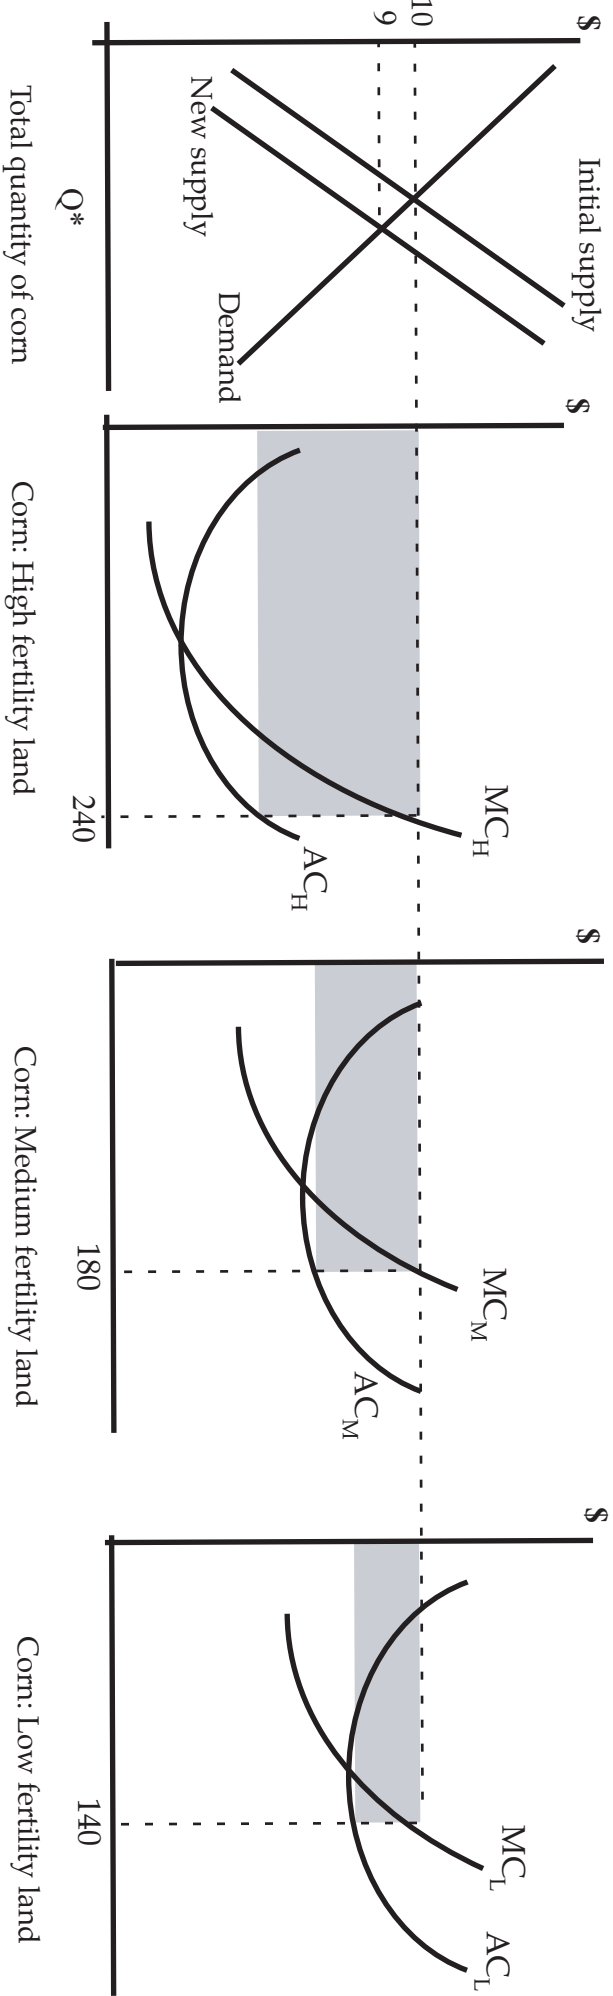 $
10
9
Initial supply
New supply
Demand
Q*
Total quantity of corn
$
MC_H
AC_H
240
Corn: High fertility land
$
MC_M
AC_M
180
Corn: Medium fertility land
$
MC_L
AC_L
140
Corn: Low fertility land